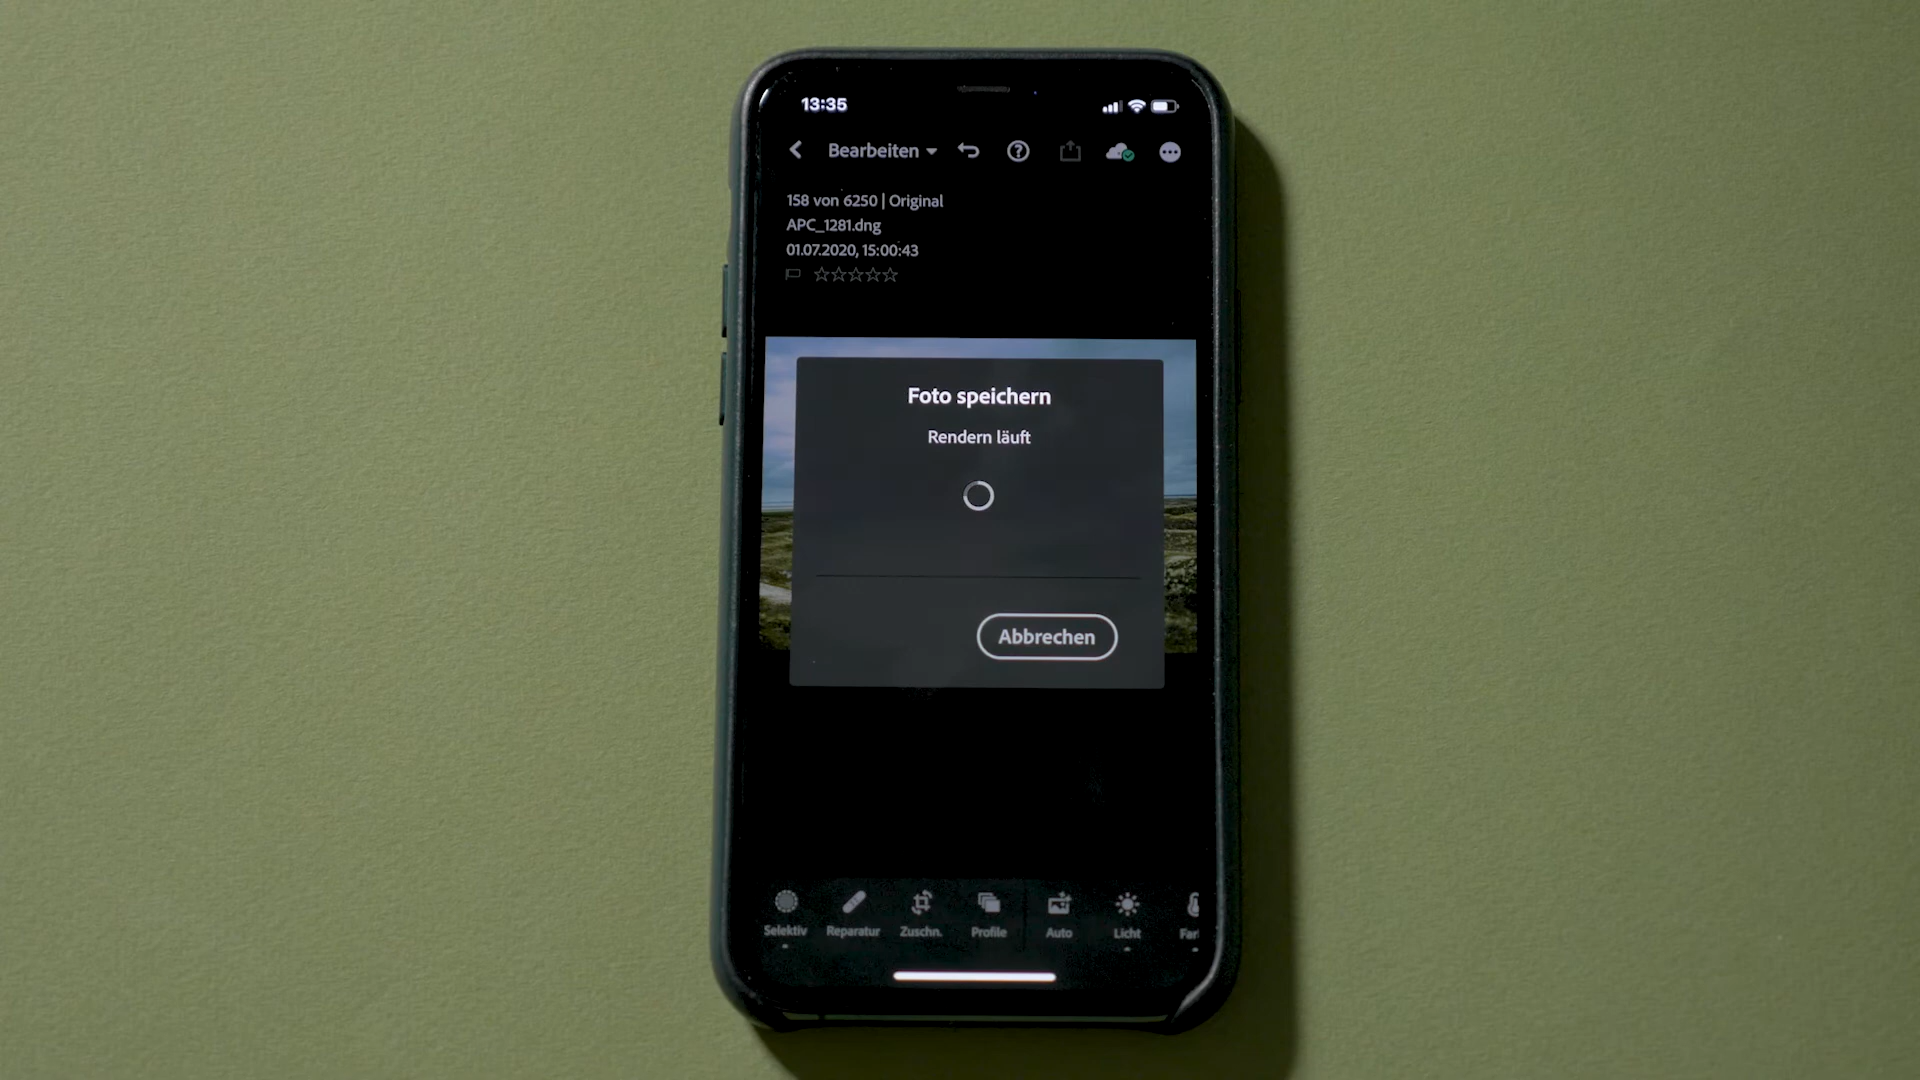 13:35
Bearbeiten
158 von 6250 | Original
APC_1281.dng
01.07.2020, 15:00:43
Foto speichern
Rendern läuft
Abbrechen
Selektiv Reparatur Zuschn. Profile Auto Licht